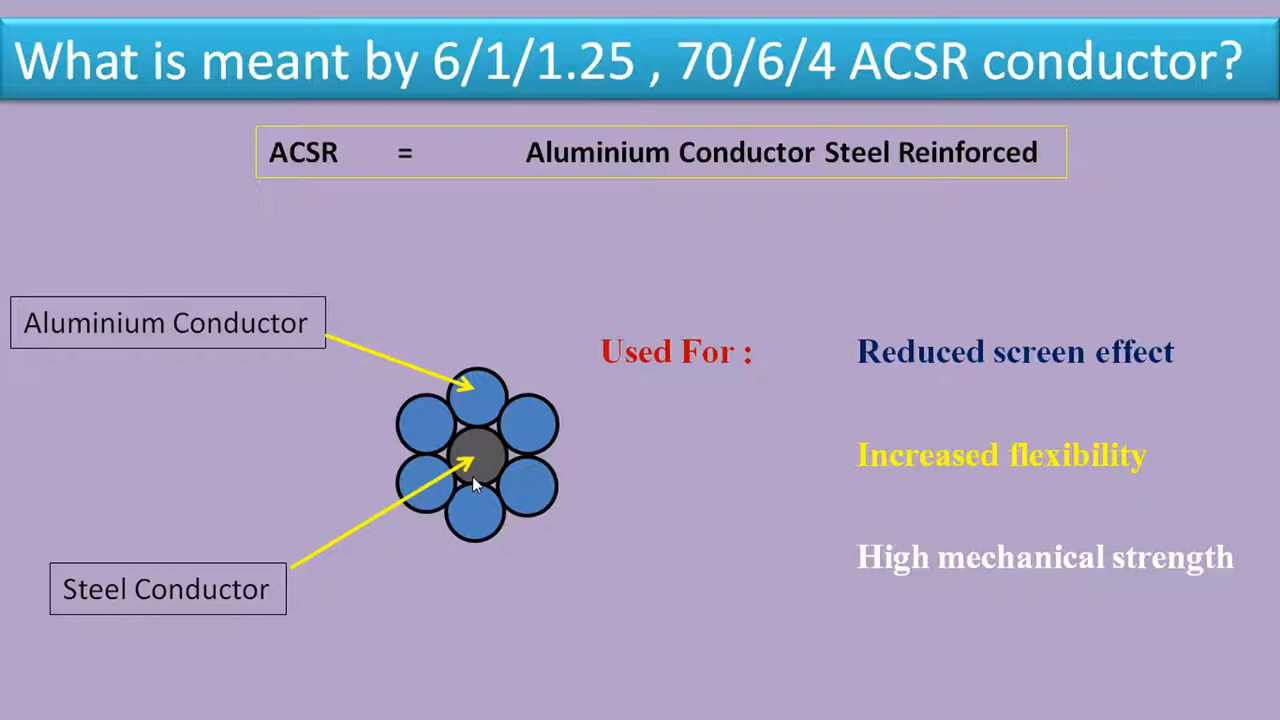 What is meant by 6/1/1.25 , 70/6/4 ACSR conductor?
ACSR = Aluminium Conductor Steel Reinforced
Aluminium Conductor
Used For : Reduced screen effect
Increased flexibility
High mechanical strength
Steel Conductor